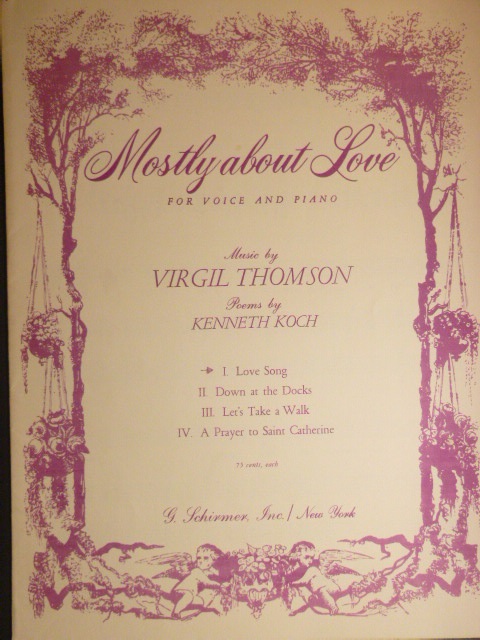 Mostly about Love
FOR VOICE AND PIANO
Music by
VIRGIL THOMSON
Poems by
KENNETH KOCH
I. Love Song
II. Down at the Docks
III. Let's Take a Walk
IV. A Prayer to Saint Catherine
75 cents, each
G. Schirmer, Inc./ New York